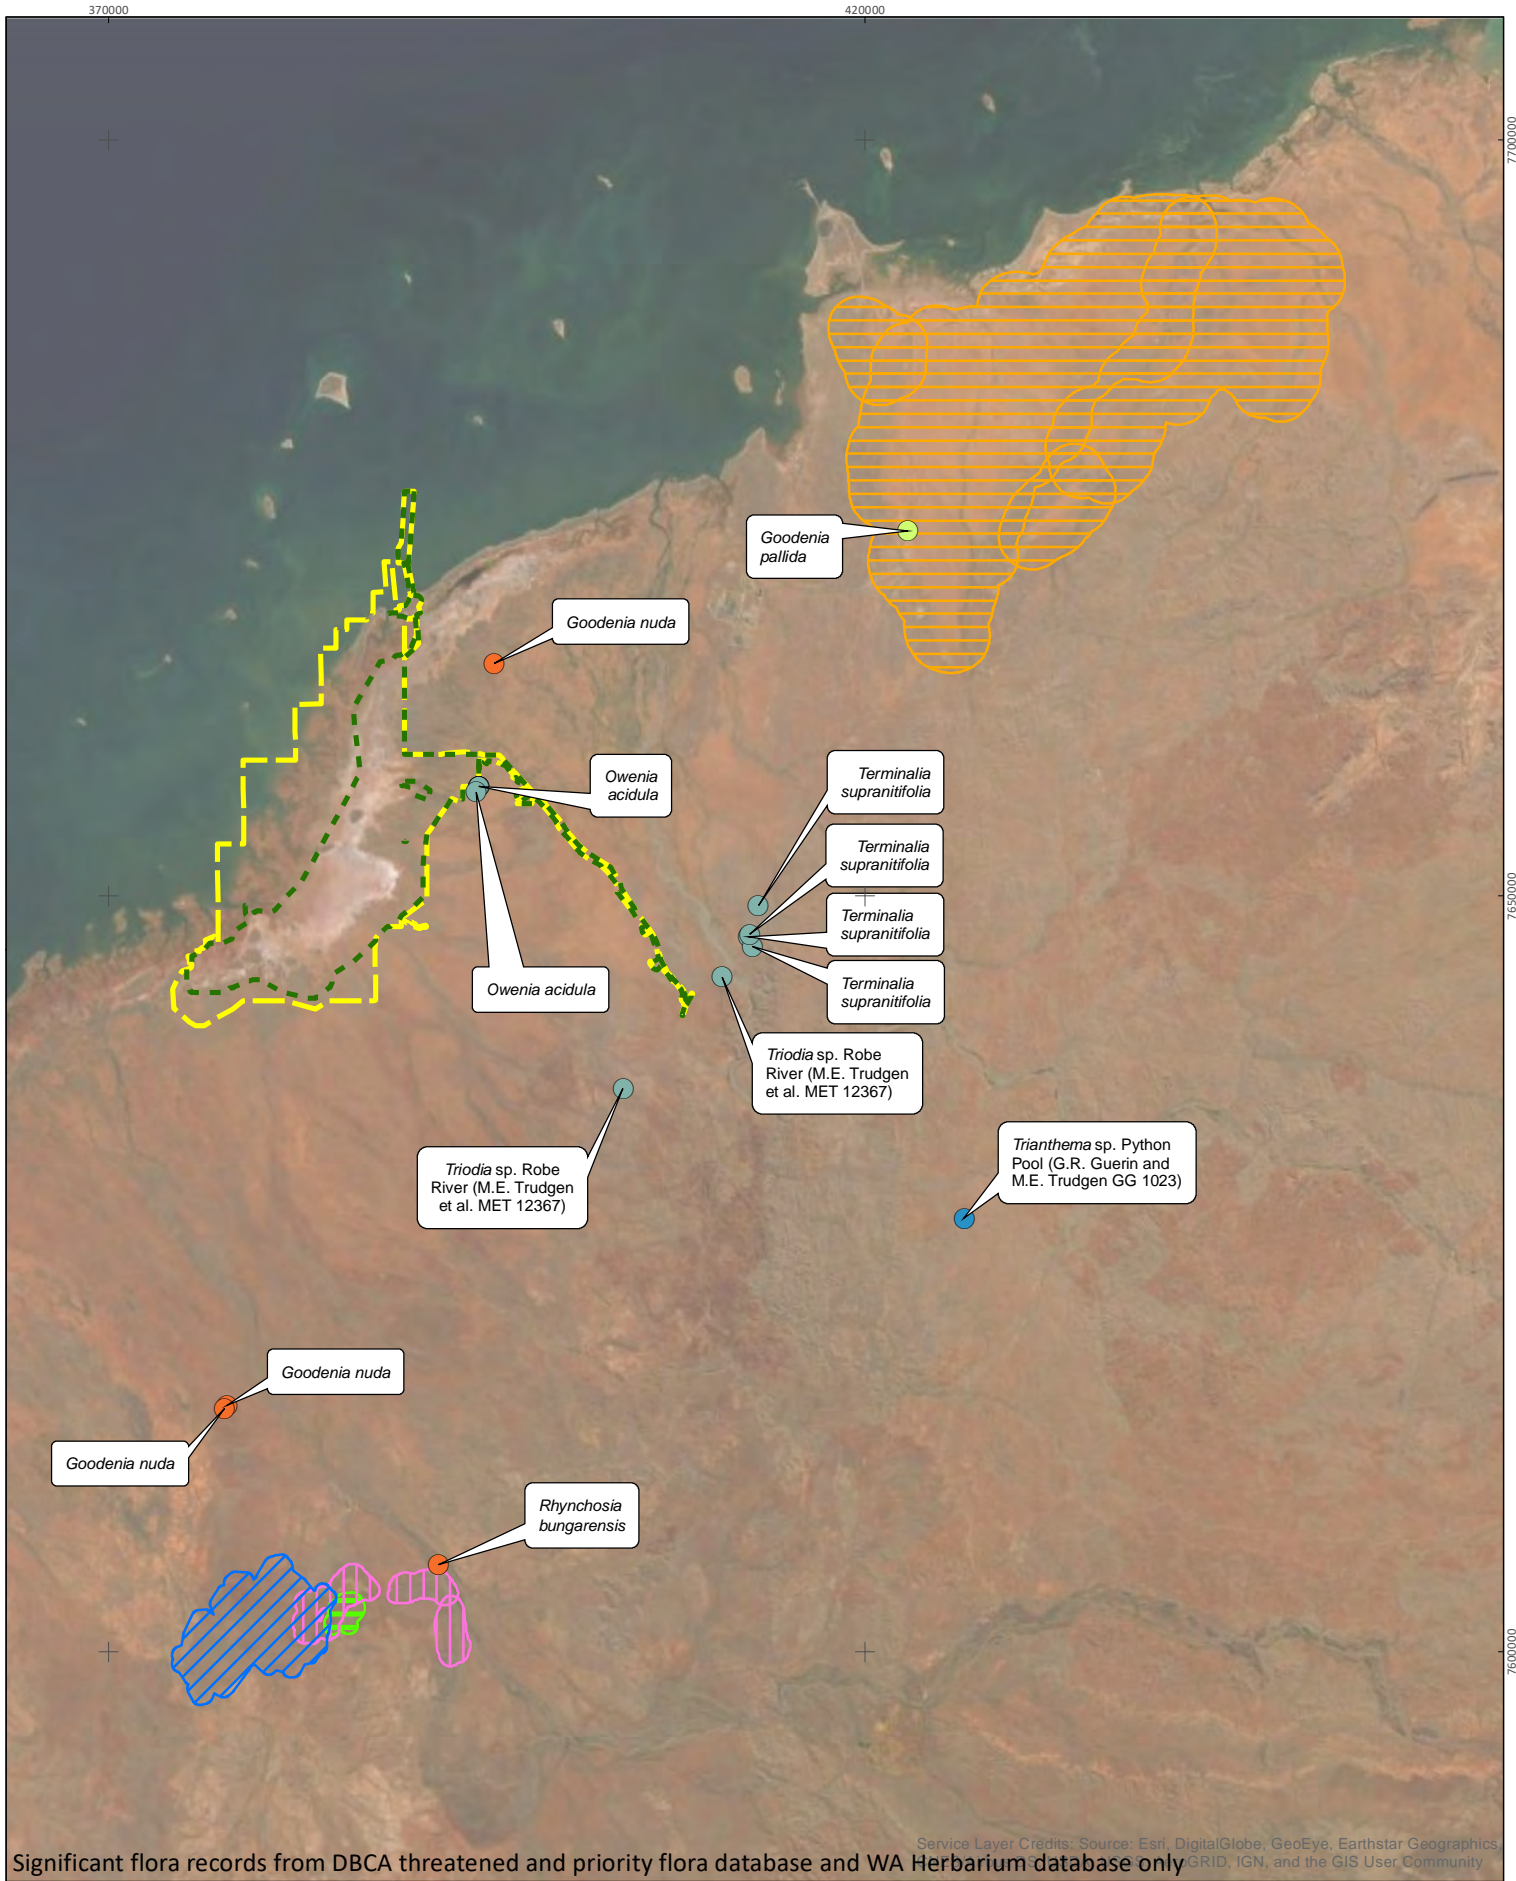 370000
420000
7700000
Goodenia
pallida
Goodenia nuda
Owenia
acidula
Terminalia
supranitifolia
Terminalia
supranitifolia
7650000
Terminalia
supranitifolia
Terminalia
supranitifolia
Owenia acidula
Triodia sp. Robe
River (M.E. Trudgen
et al. MET 12367)
Trianthema sp. Python
Pool (G.R. Guerin and
M.E. Trudgen GG 1023)
Triodia sp. Robe
River (M.E. Trudgen
et al. MET 12367)
Goodenia nuda
Goodenia nuda
Rhynchosia
bungarensis
7600000
Service Layer Credits: Source: Esri, DigitalGlobe, GeoEye, Earthstar Geographics,
GRID, IGN, and the GIS User Community
Significant flora records from DBCA threatened and priority flora database and WA Herbarium database only